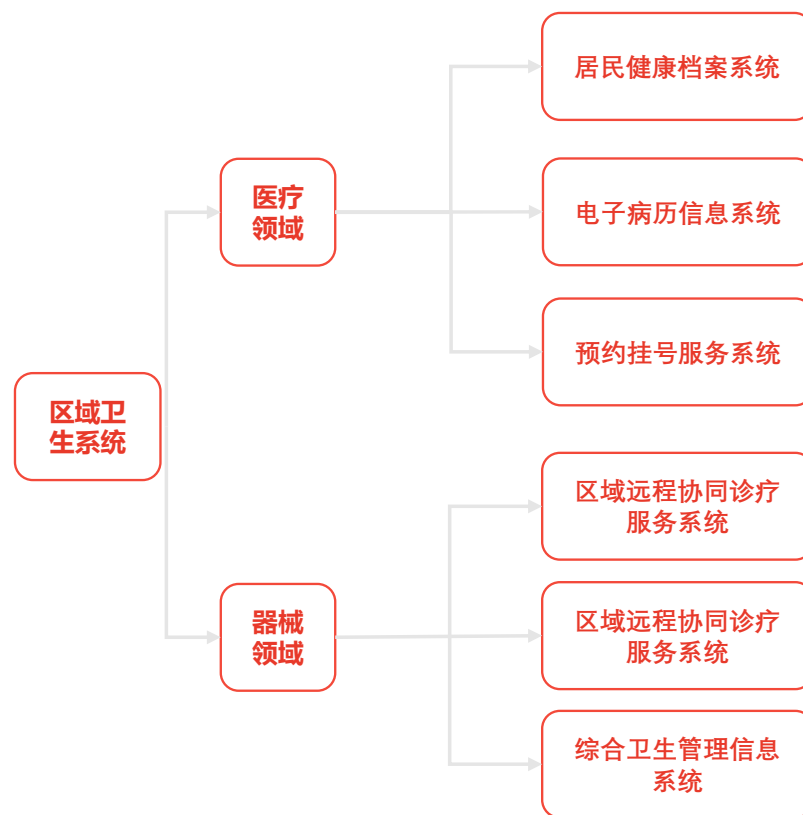 居民健康档案系统
医疗
领域
电子病历信息系统
预约挂号服务系统
区域卫
生系统
区域远程协同诊疗
服务系统
器械
领域
区域远程协同诊疗
服务系统
综合卫生管理信息
系统